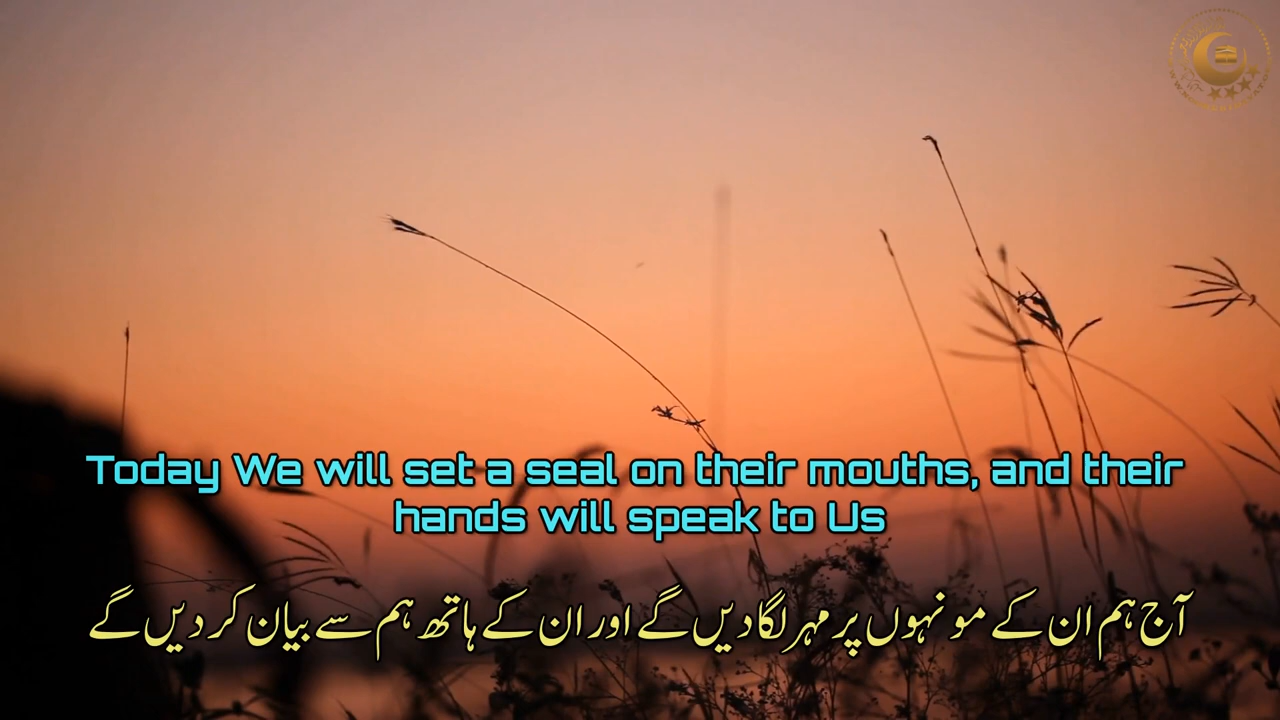 Today We will set a seal on their mouths, and their
hands will speak to Us
آج ہم ان کے مونہوں پر مہر لگا دیں گے اور ان کے ہاتھ ہم سے بیان کر دیں گے